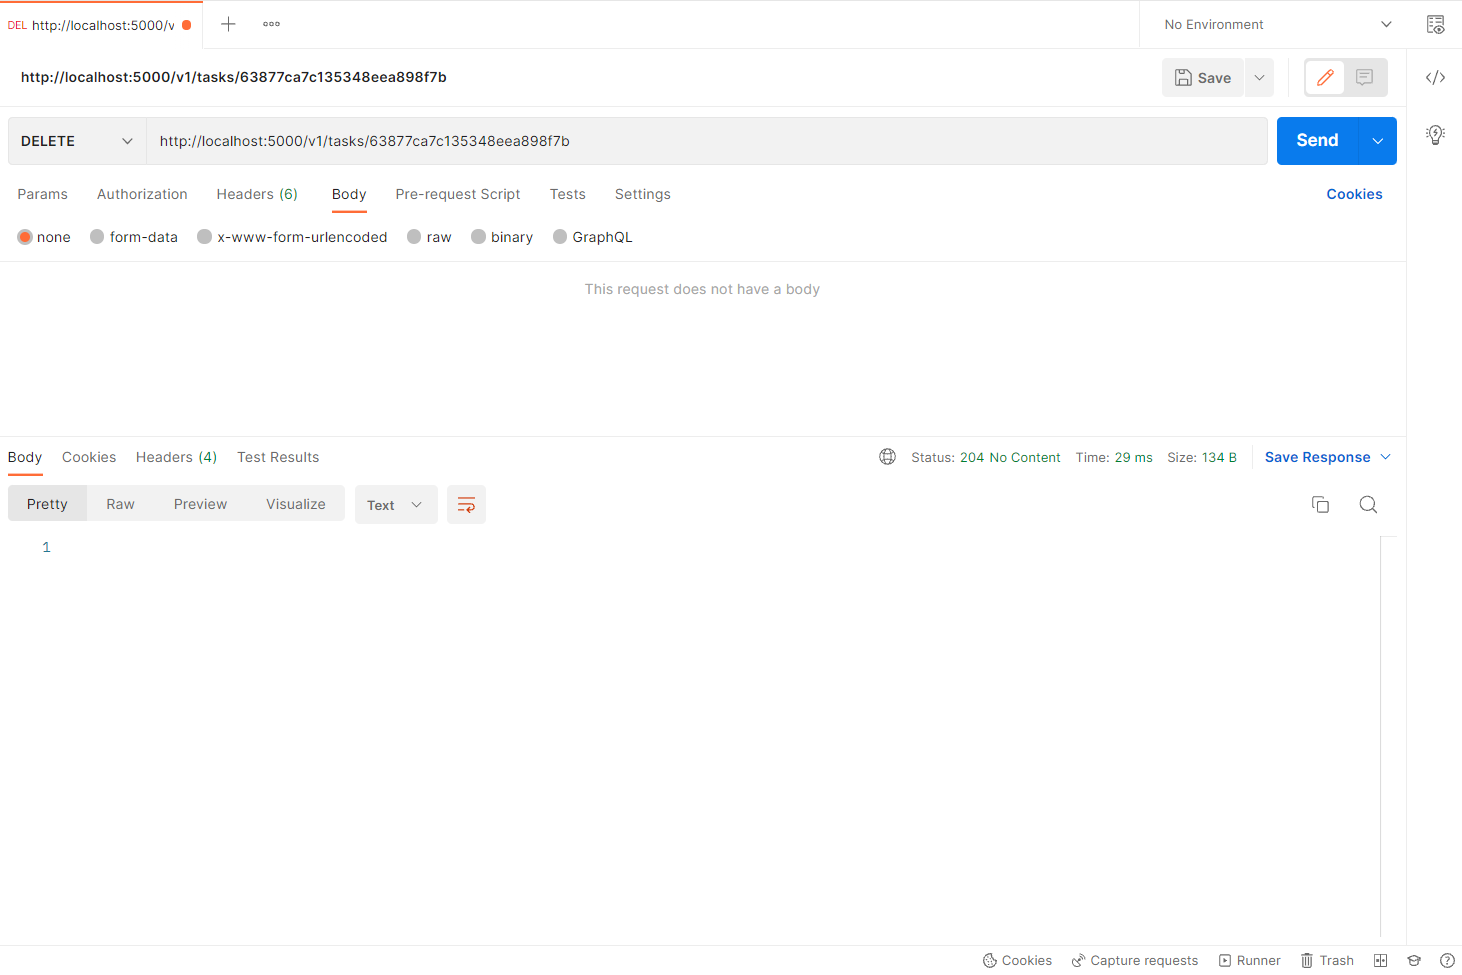 DEL http://localhost:5000/v
No Environment
http://localhost:5000/v1/tasks/63877ca7c135348eea898f7b
Save
DELETE http://localhost:5000/v1/tasks/63877ca7c135348eea898f7b Send
Params Authorization Headers (6) Body Pre-request Script Tests Settings Cookies
none form-data x-www-form-urlencoded raw binary GraphQL
This request does not have a body
Body Cookies Headers (4) Test Results Status: 204 No Content Time: 29 ms Size: 134 B Save Response
Pretty Raw Preview Visualize Text
1
Cookies Capture requests Runner Trash